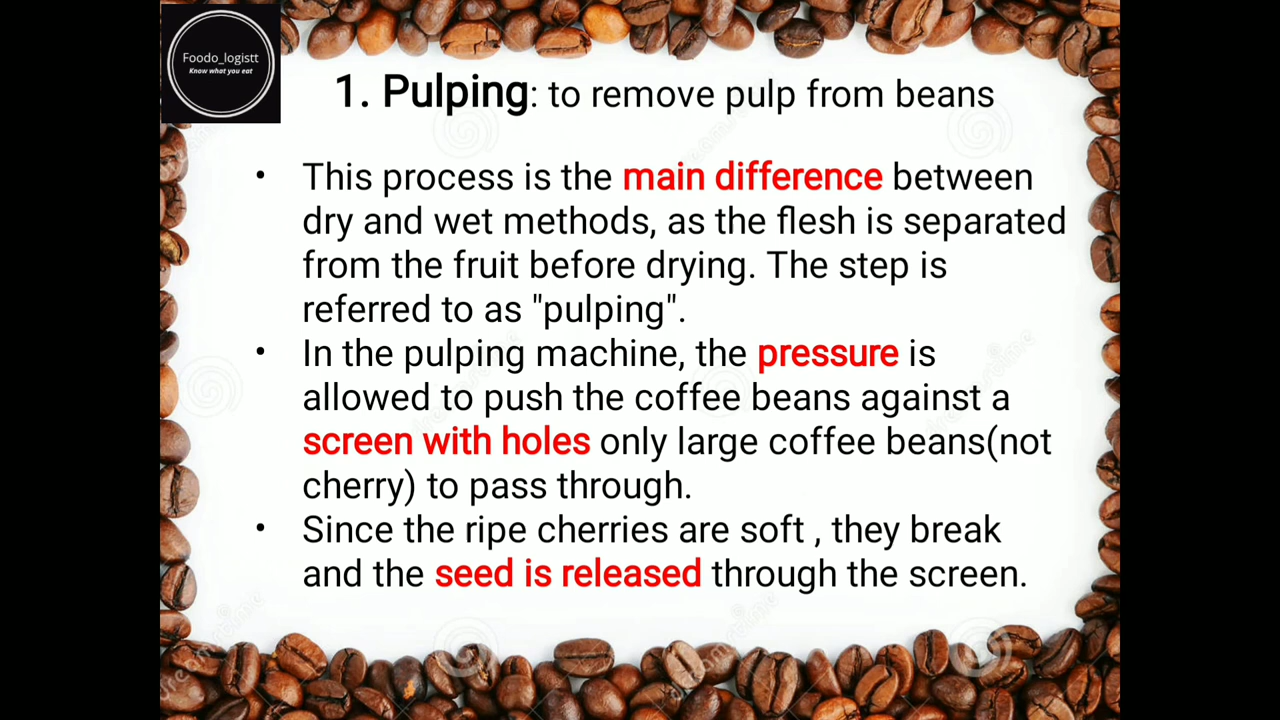 Foodo_logistt
Know what you eat
1. Pulping: to remove pulp from beans
• This process is the main difference between
dry and wet methods, as the flesh is separated
from the fruit before drying. The step is
referred to as "pulping".
• In the pulping machine, the pressure is
allowed to push the coffee beans against a
screen with holes only large coffee beans(not
cherry) to pass through.
• Since the ripe cherries are soft , they break
and the seed is released through the screen.